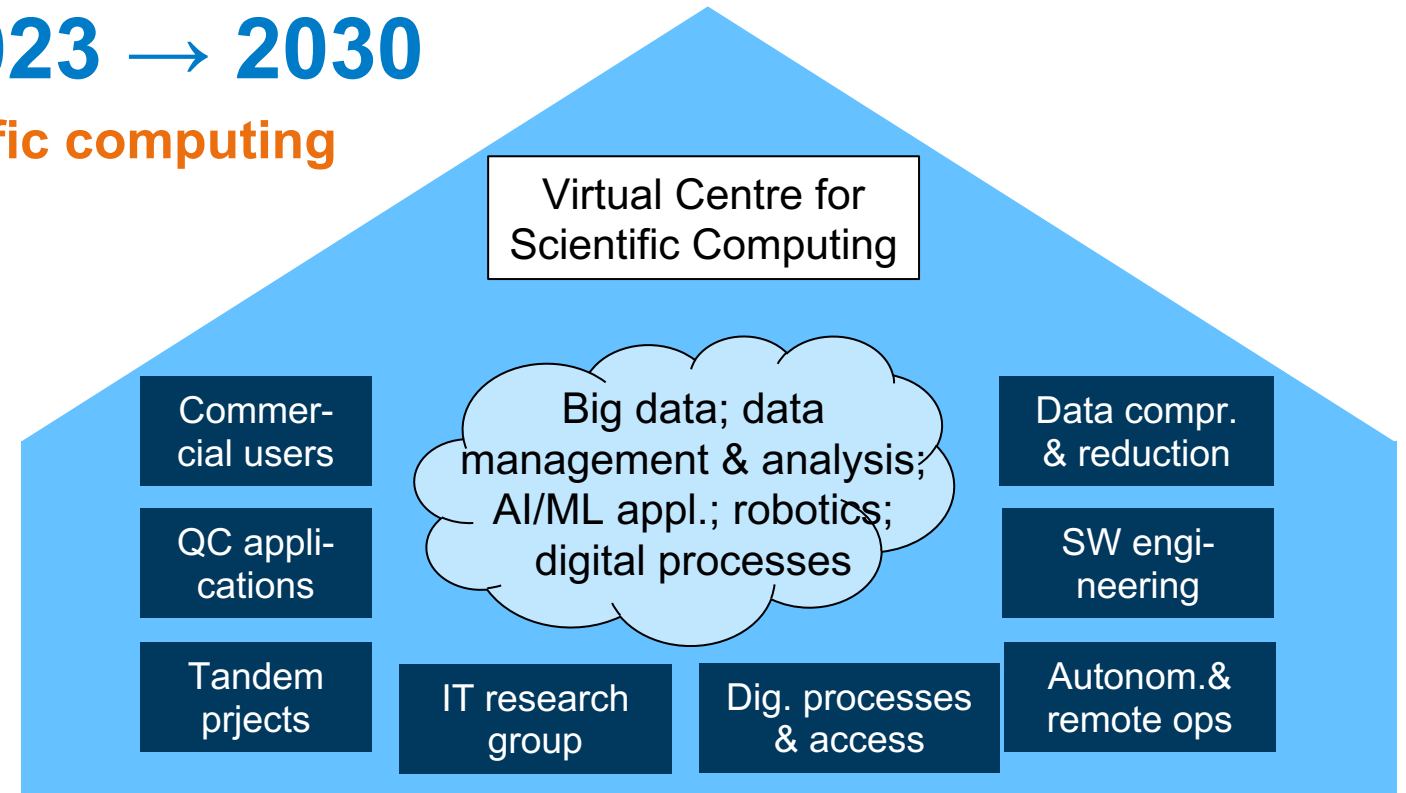 023 → 2030
fic computing
Virtual Centre for
Scientific Computing
Commer-
cial users
Big data; data
management & analysis;
AI/ML appl.; robotics;
digital processes
Data compr.
& reduction
QC appli-
cations
SW engi-
neering
Tandem
prjects
IT research
group
Dig. processes
& access
Autonom.&
remote ops